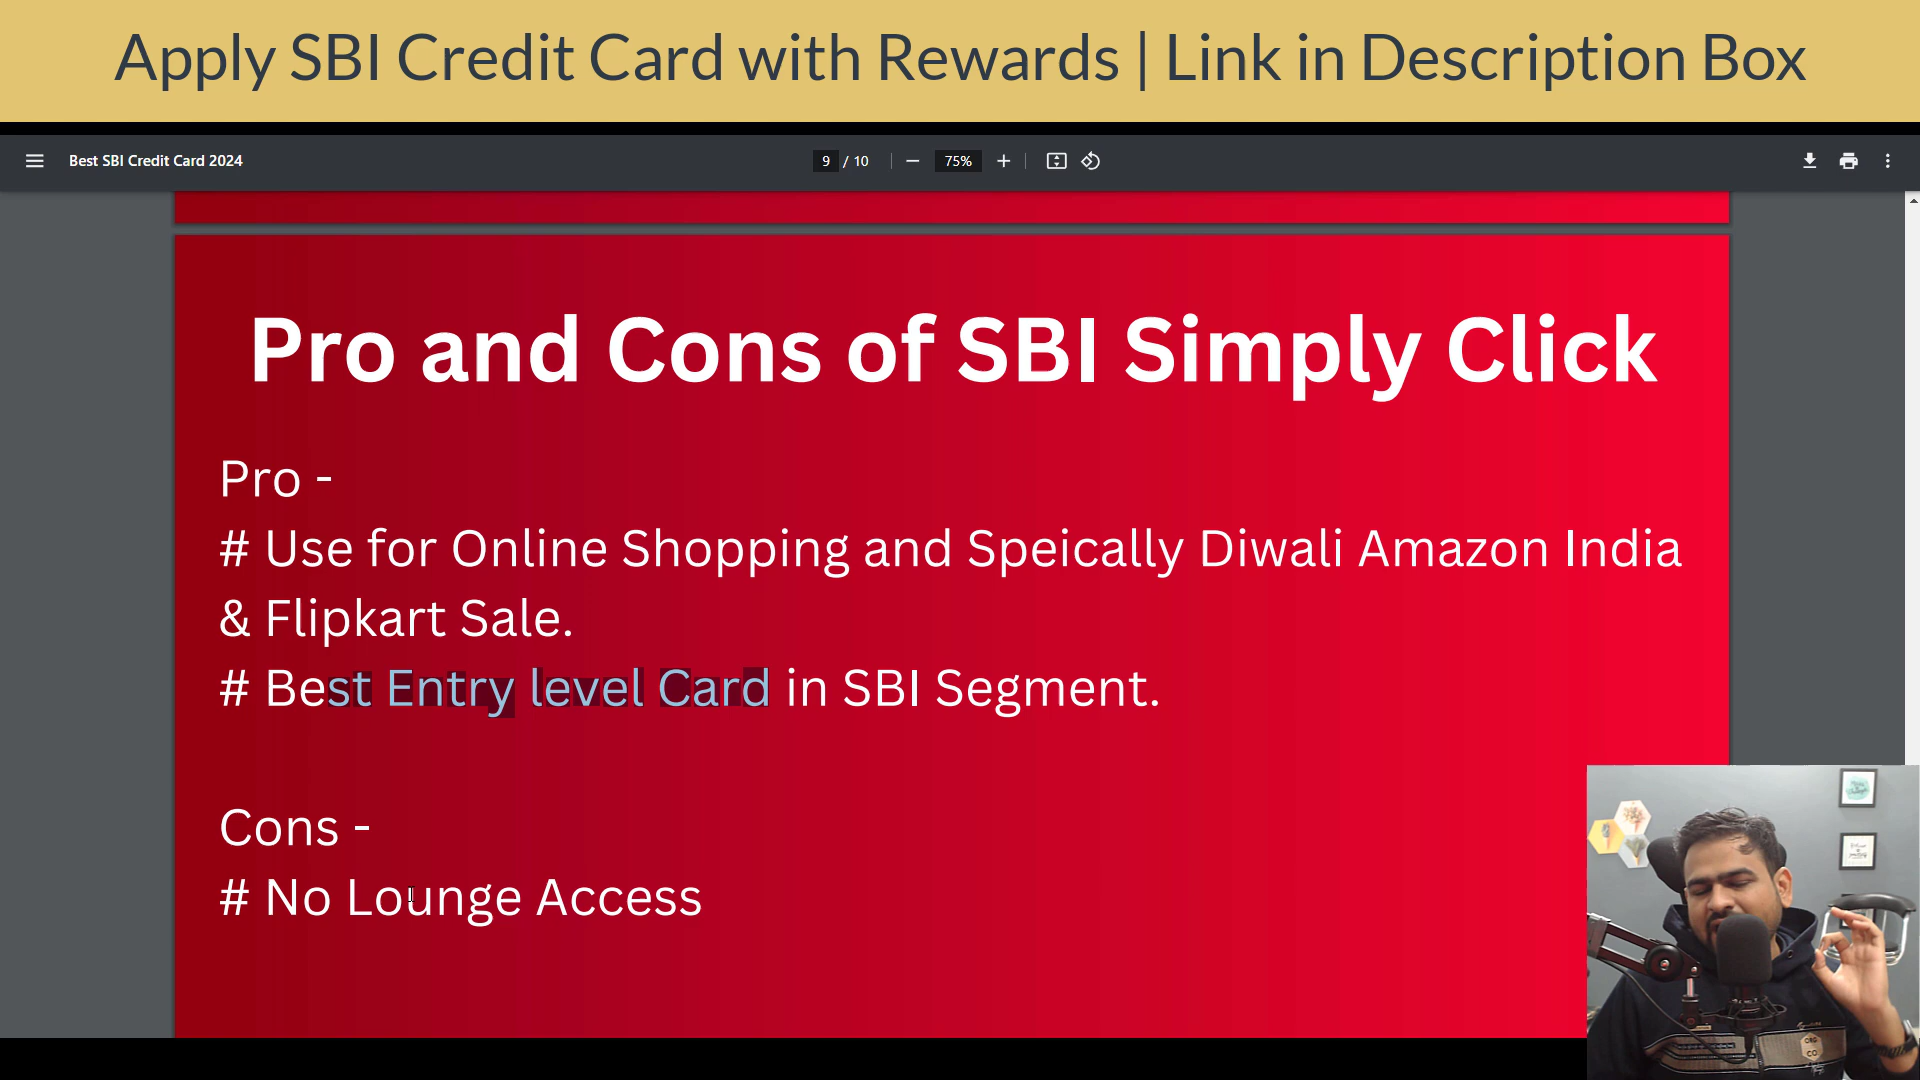 Apply SBI Credit Card with Rewards | Link in Description Box
Best SBI Credit Card 2024
9 / 10
75%
Pro and Cons of SBI Simply Click
Pro -
# Use for Online Shopping and Speically Diwali Amazon India
& Flipkart Sale.
# Best Entry level Card in SBI Segment.
Cons -
# No Lounge Access